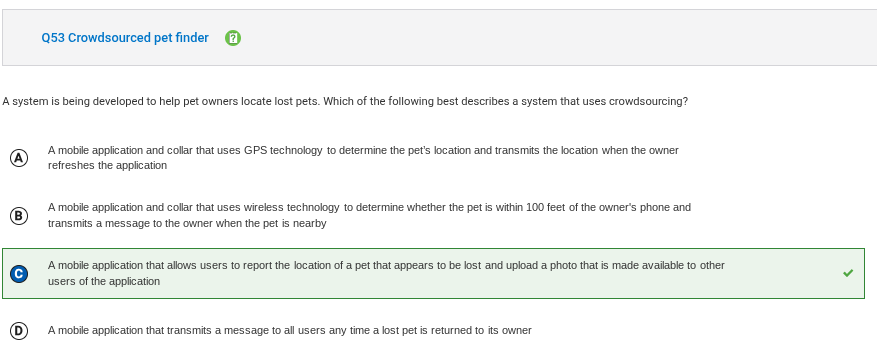 Q53 Crowdsourced pet finder ?
A system is being developed to help pet owners locate lost pets. Which of the following best describes a system that uses crowdsourcing?
A
A mobile application and collar that uses GPS technology to determine the pet's location and transmits the location when the owner
refreshes the application
B
A mobile application and collar that uses wireless technology to determine whether the pet is within 100 feet of the owner's phone and
transmits a message to the owner when the pet is nearby
C
A mobile application that allows users to report the location of a pet that appears to be lost and upload a photo that is made available to other
users of the application
D
A mobile application that transmits a message to all users any time a lost pet is returned to its owner